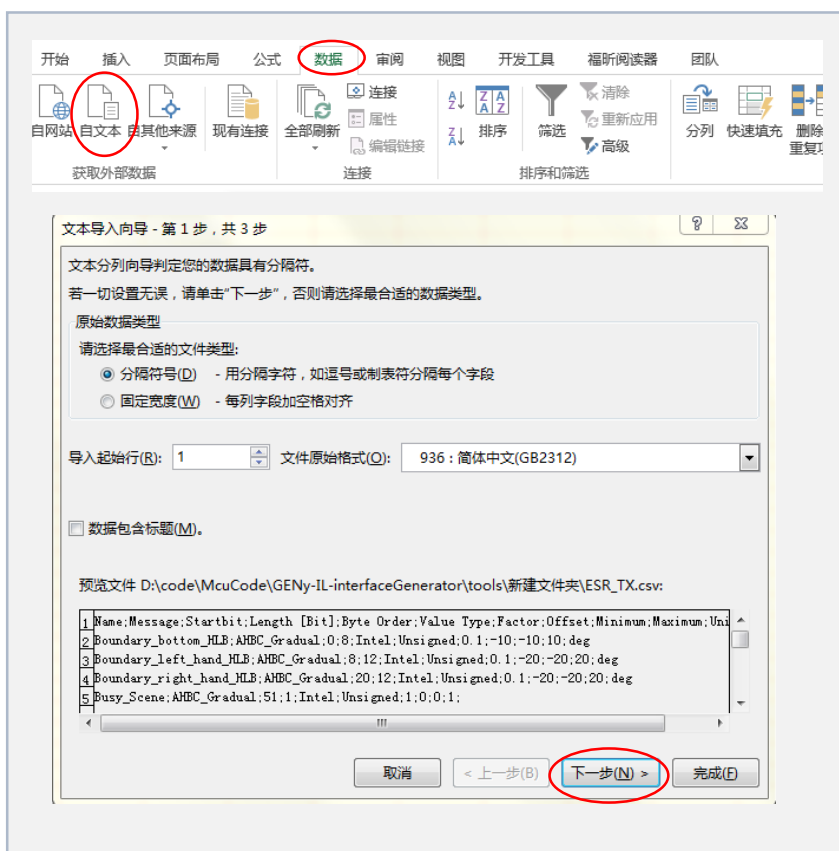 开始 插入 页面布局 公式 数据 审阅 视图 开发工具 福昕阅读器 团队
自网站 自文本 自其他来源 现有连接 全部刷新 连接 属性 编辑链接 排序 筛选 清除 重新应用 高级 分列 快速填充 删除
获取外部数据 连接 排序和筛选
文本导入向导 - 第 1 步，共 3 步
文本分列向导判定您的数据具有分隔符。
若一切设置无误，请单击“下一步”，否则请选择最合适的数据类型。
原始数据类型
请选择最合适的文件类型:
分隔符号(D) - 用分隔字符，如逗号或制表符分隔每个字段
固定宽度(W) - 每列字段加空格对齐
导入起始行(R): 1 文件原始格式(O): 936 : 简体中文(GB2312)
数据包含标题(M)。
预览文件 D:\code\McuCode\GENy-IL-interfaceGenerator\tools\新建文件夹\ESR_TX.csv:
1 Name;Message;Startbit;Length [Bit];Byte Order;Value Type;Factor;Offset;Minimum;Maximum;Uni
2 Boundary_bottom_HLB;AHBC_Gradual;0;8;Intel;Unsigned;0.1;-10;-10;10;deg
3 Boundary_left_hand_HLB;AHBC_Gradual;8;12;Intel;Unsigned;0.1;-20;-20;20;deg
4 Boundary_right_hand_HLB;AHBC_Gradual;20;12;Intel;Unsigned;0.1;-20;-20;20;deg
5 Busy_Scene;AHBC_Gradual;51;1;Intel;Unsigned;1;0;0;1;
取消 < 上一步(B) 下一步(N) > 完成(F)